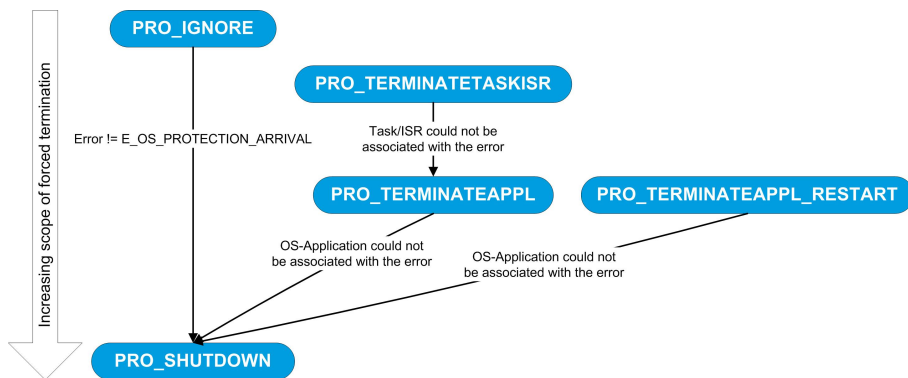 PRO_IGNORE
PRO_TERMINATETASKISR
Error != E_OS_PROTECTION_ARRIVAL
Task/ISR could not be
associated with the error
PRO_TERMINATEAPPL
PRO_TERMINATEAPPL_RESTART
OS-Application could not
be associated with the error
OS-Application could not
be associated with the error
PRO_SHUTDOWN
Increasing scope of forced termination